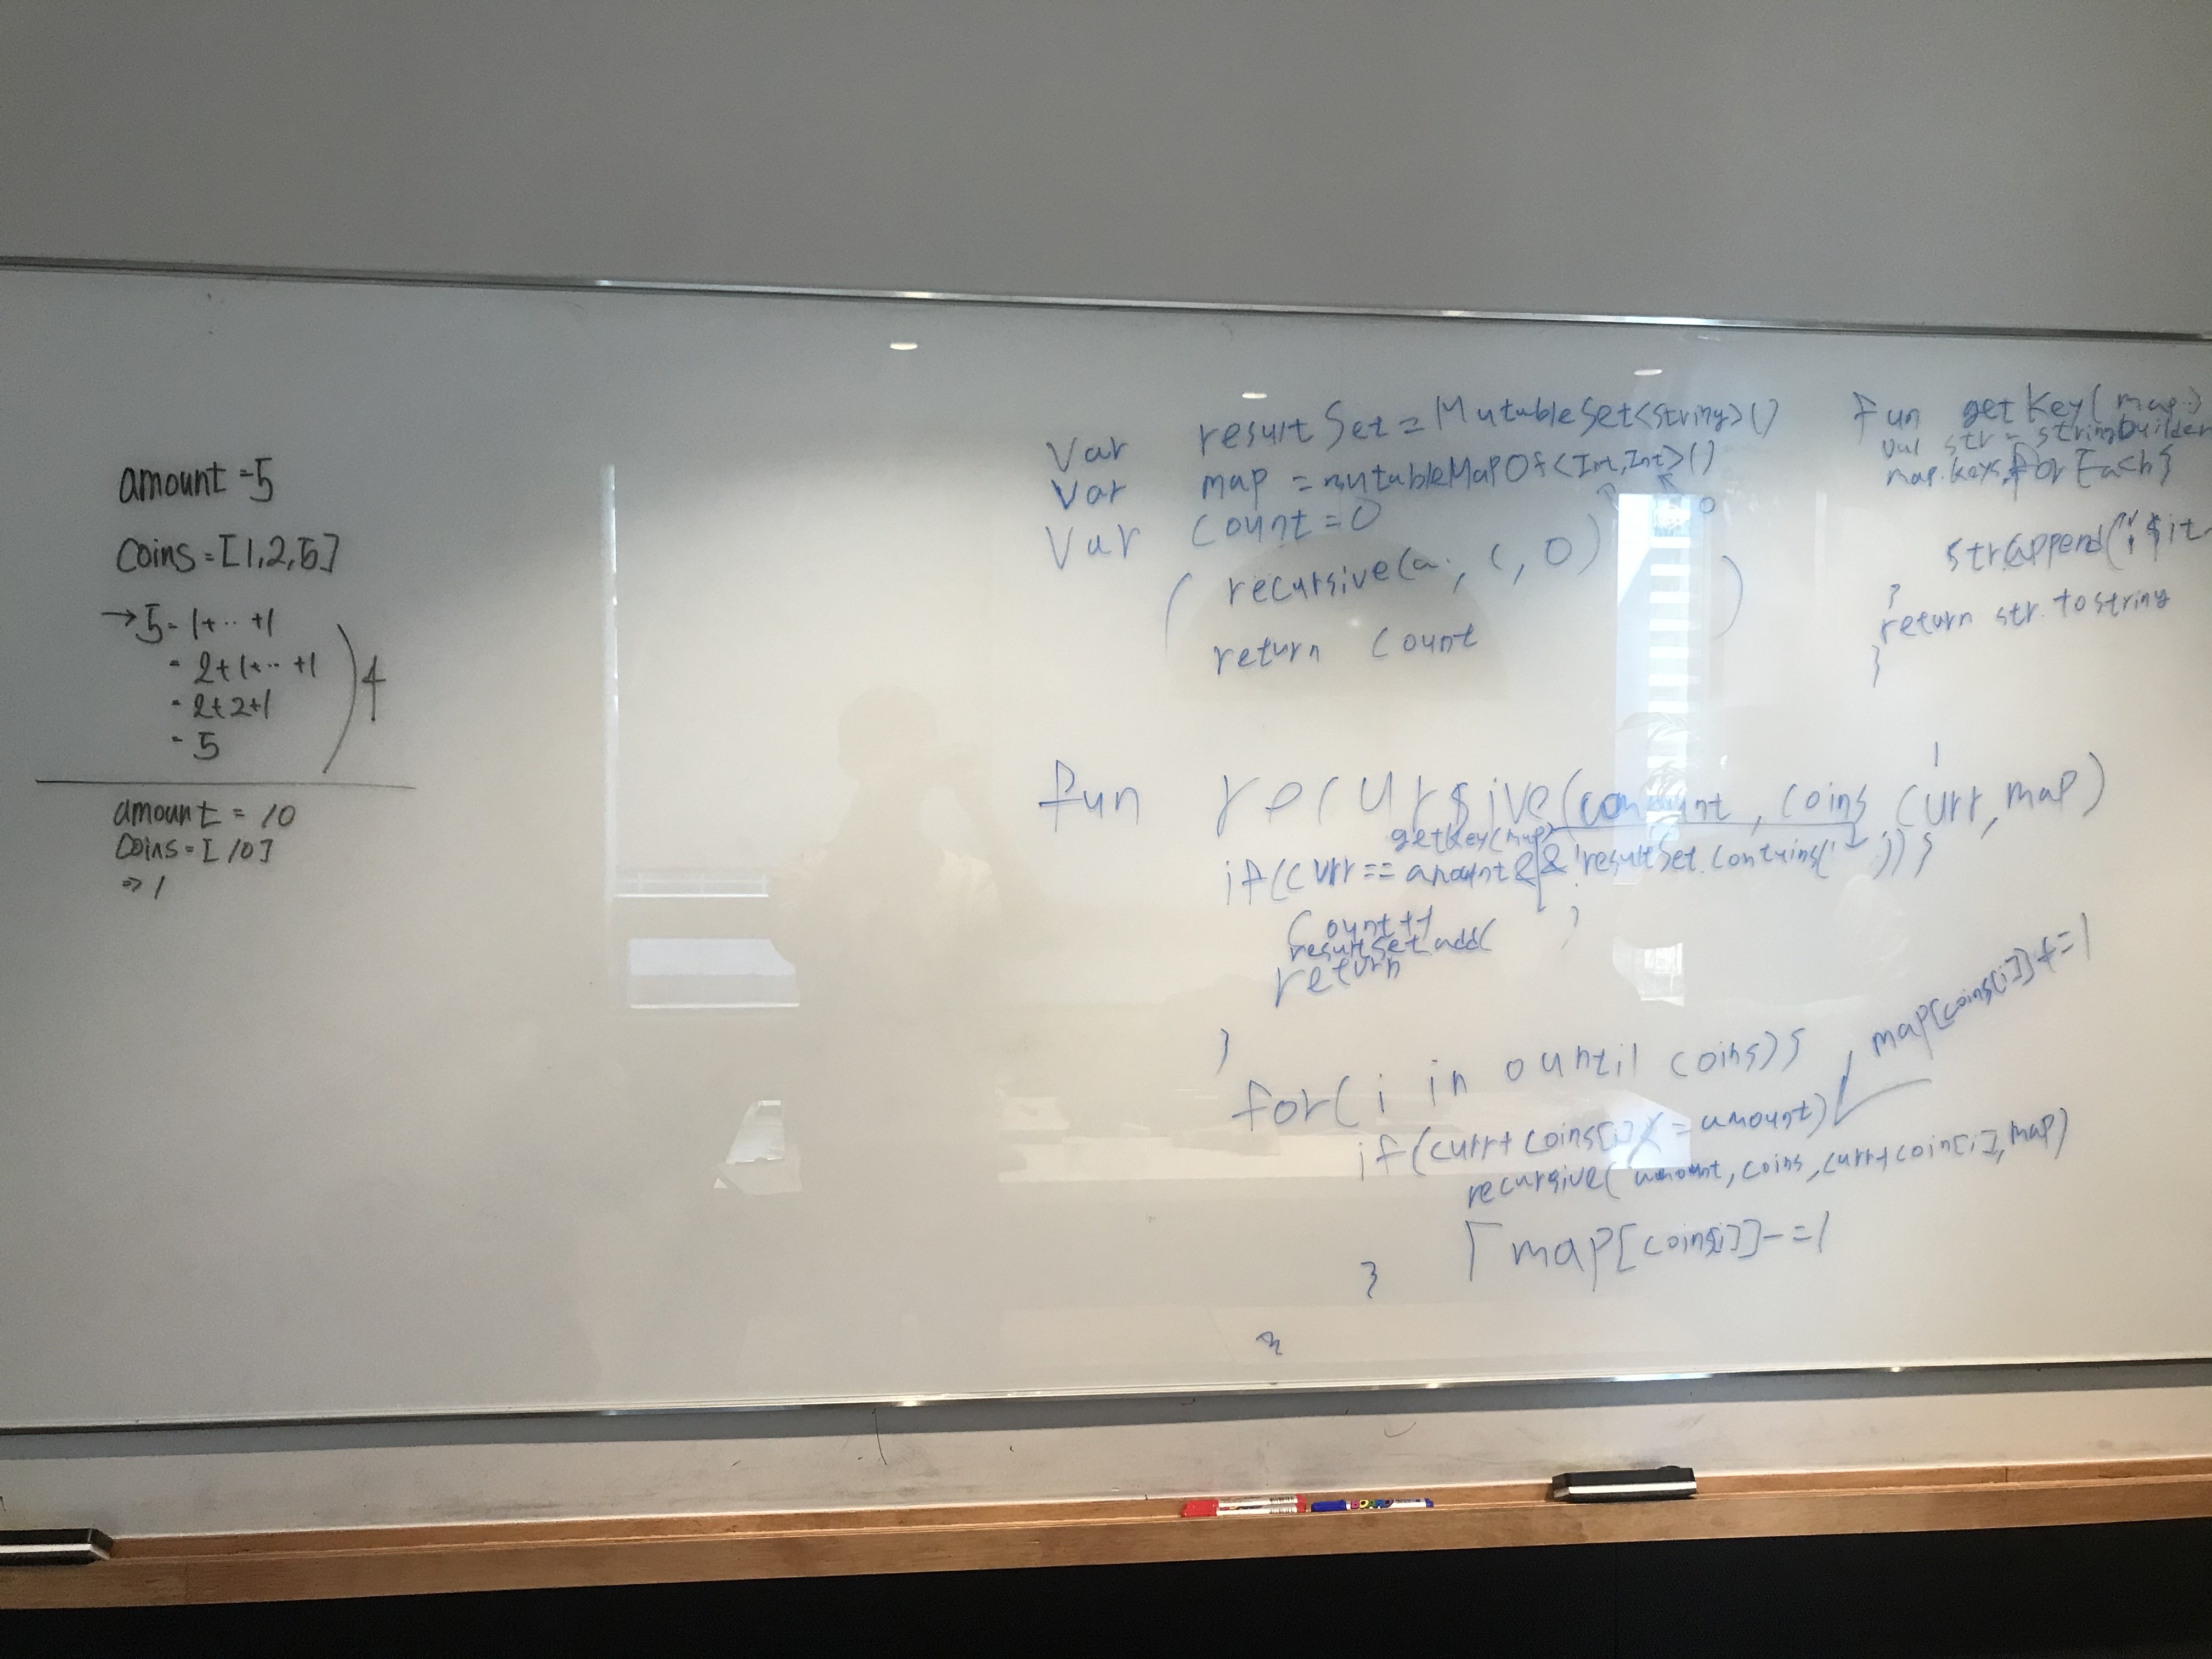 amount = 5
coins = [1,2,5]
→ 5 = 1+ ·· +1
= 2+1+ ·· +1
= 2+2+1
= 5
4
amount = 10
coins = [10]
⇒ 1
Var resultSet = MutableSet<String>()
Var map = mutableMapOf<Int,Int>()
0
Var count = 0
recursive(a, c, 0)
return count
fun getKey(map)
val str = stringbuilder
map.keys.forEach{
str.append("$it
}
return str.toString
}
fun recursive(amount, coins, curr, map)
getKey(map)
if(curr == amount && !resultSet.contains( )){
count++
resultSet.add( )
return
}
for(i in 0 until coins){
map[coins[i]] += 1
if(curr+coins[i] <= amount)
recursive(amount, coins, curr+coin[i], map)
map[coins[i]] -= 1
}
}
BOARD